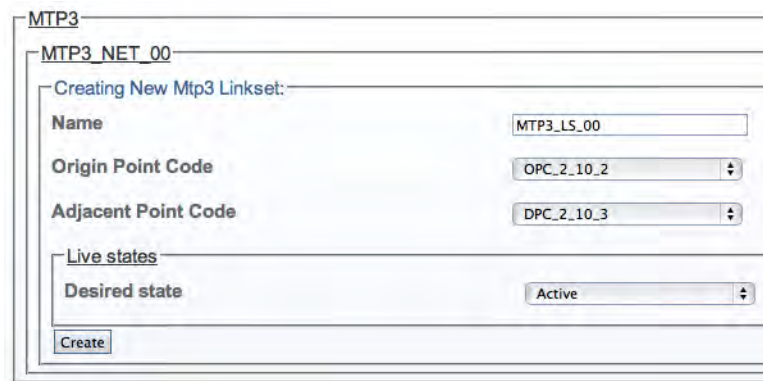 MTP3
MTP3_NET_00
Creating New Mtp3 Linkset:
Name MTP3_LS_00
Origin Point Code OPC_2_10_2
Adjacent Point Code DPC_2_10_3
Live states
Desired state Active
Create